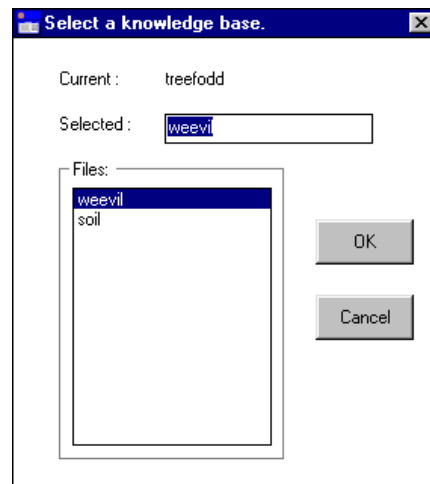 Select a knowledge base.
Current : treefodd
Selected : weevil
Files:
weevil
soil
OK
Cancel